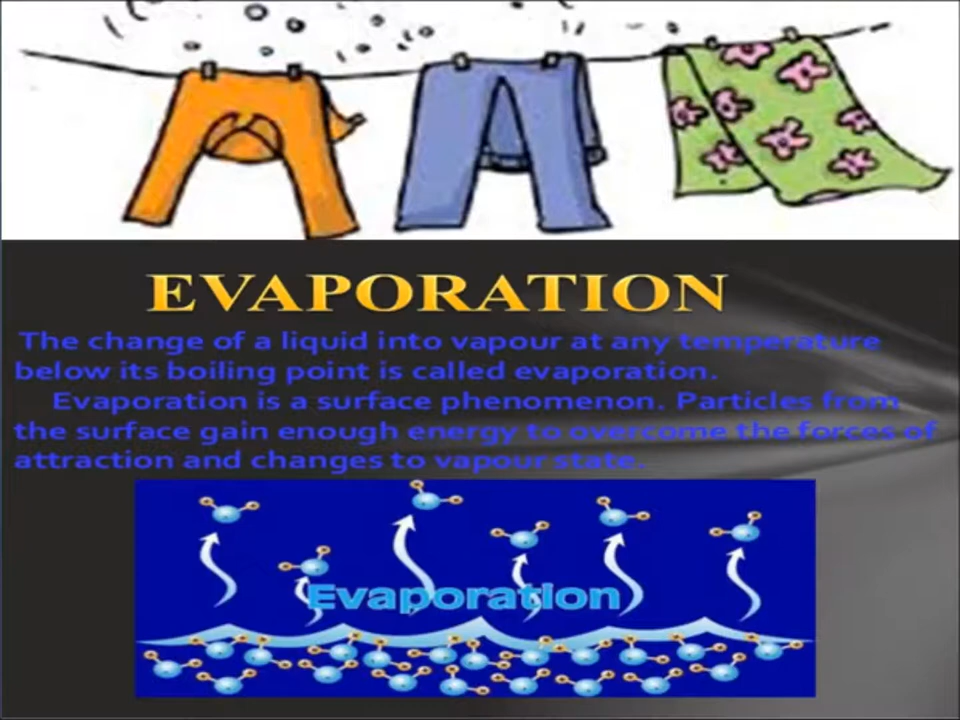 EVAPORATION
The change of a liquid into vapour at any temperature
below its boiling point is called evaporation.
Evaporation is a surface phenomenon. Particles from
the surface gain enough energy to overcome the forces of
attraction and changes to vapour state.
Evaporation